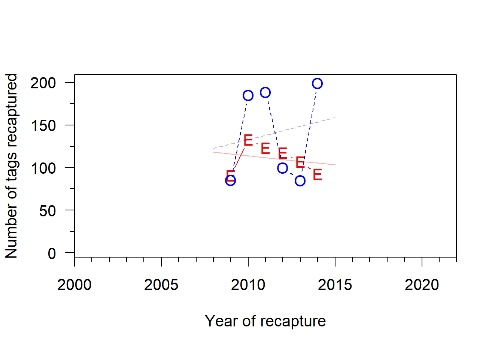 Number of tags recaptured
200
150
100
50
0
O
O
O
E
E
E
O
E
E
E
O
O
2000
2005
2010
2015
2020
Year of recapture